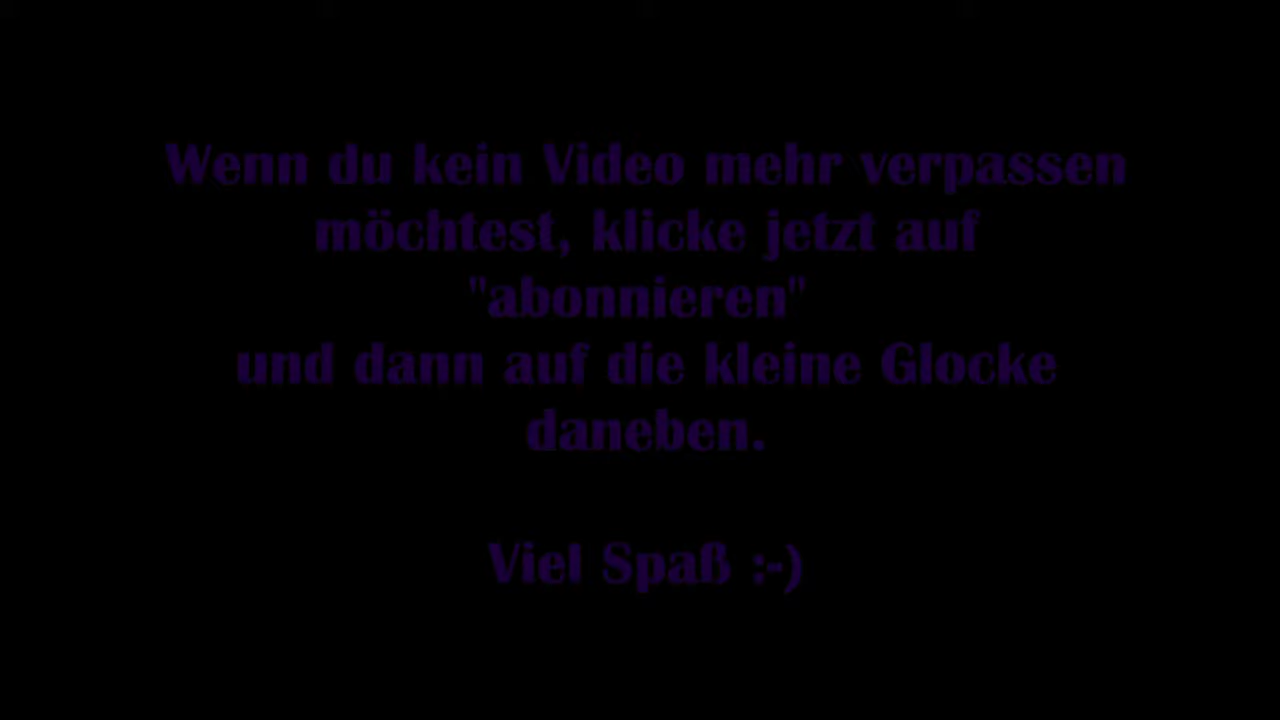 Wenn du kein Video mehr verpassen
möchtest, klicke jetzt auf
"abonnieren"
und dann auf die kleine Glocke
daneben.
Viel Spaß :-)